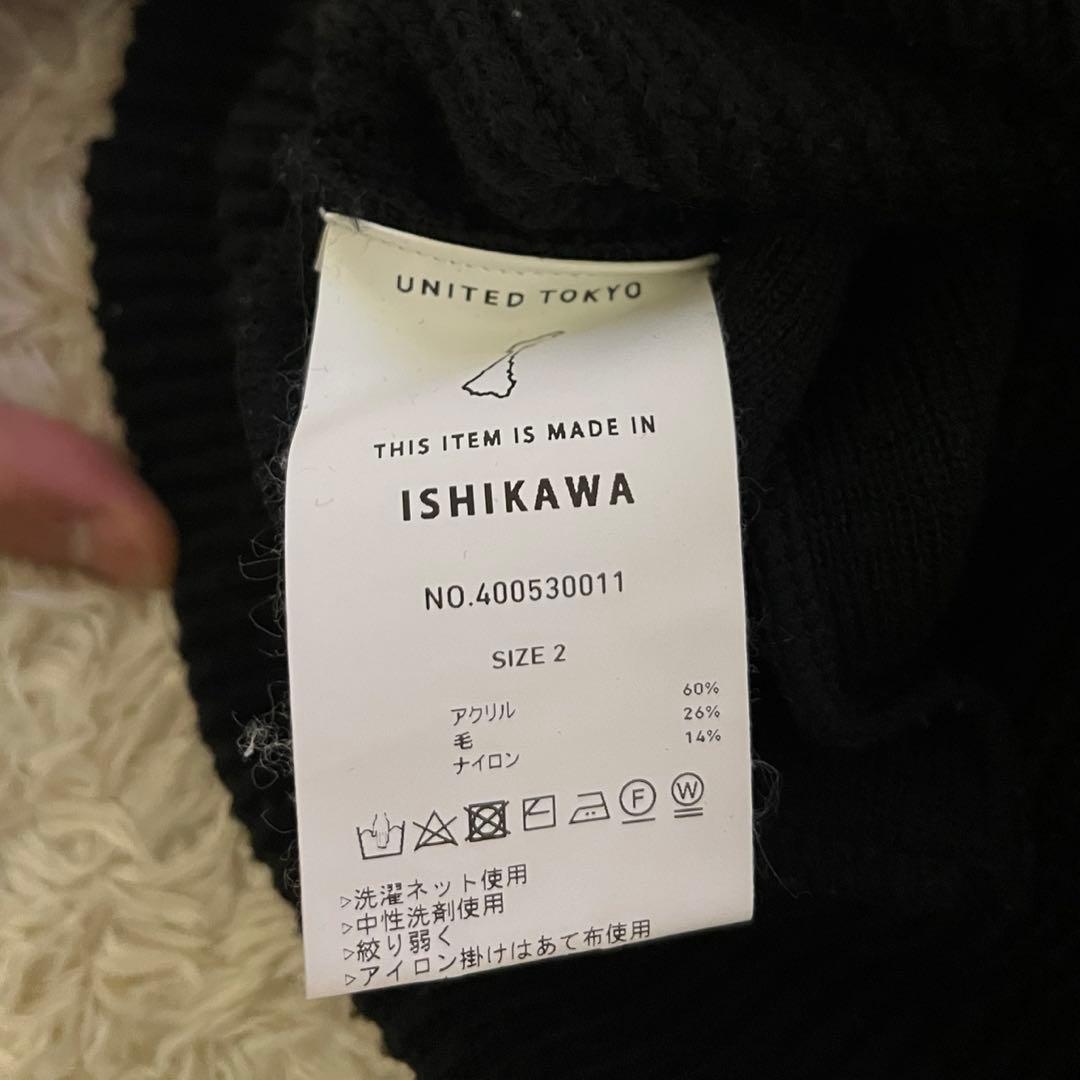 UNITED TOKYO
THIS ITEM IS MADE IN
ISHIKAWA
NO.400530011
SIZE 2
アクリル 60%
毛 26%
ナイロン 14%
F W
▷洗濯ネット使用
▷中性洗剤使用
▷絞り弱く
▷アイロン掛けはあて布使用